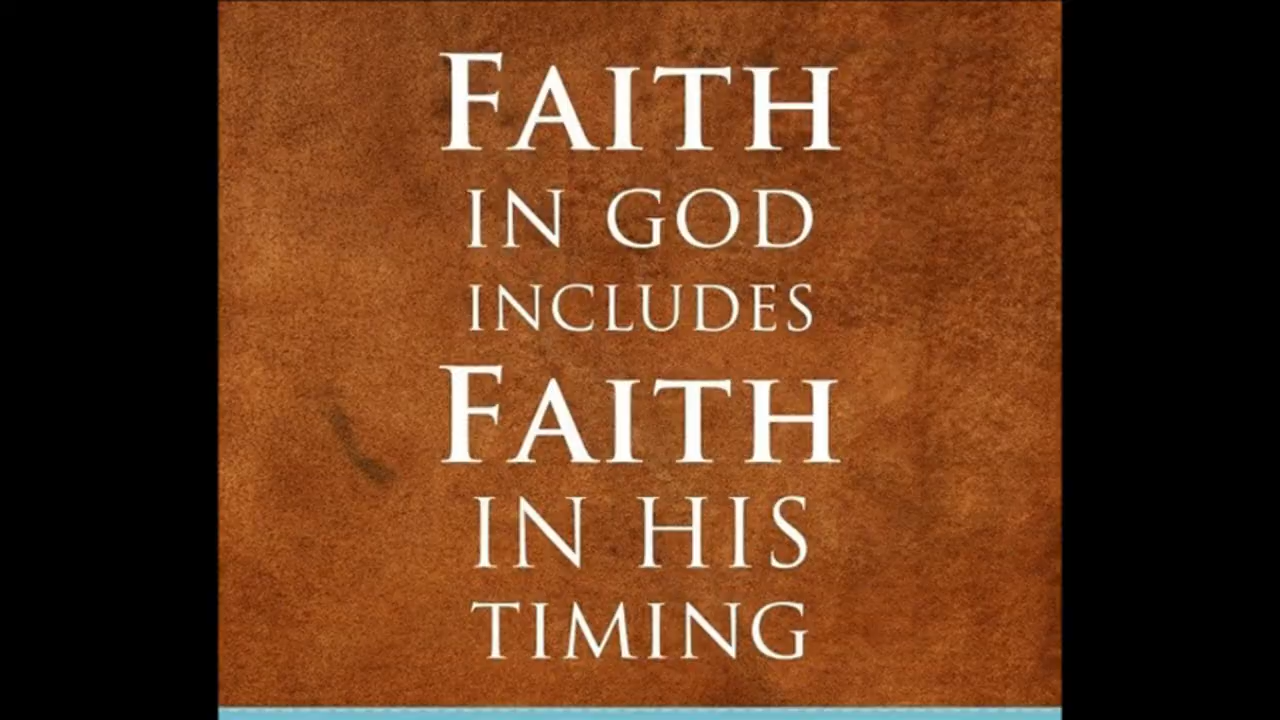 FAITH
IN GOD
INCLUDES
FAITH
IN HIS
TIMING